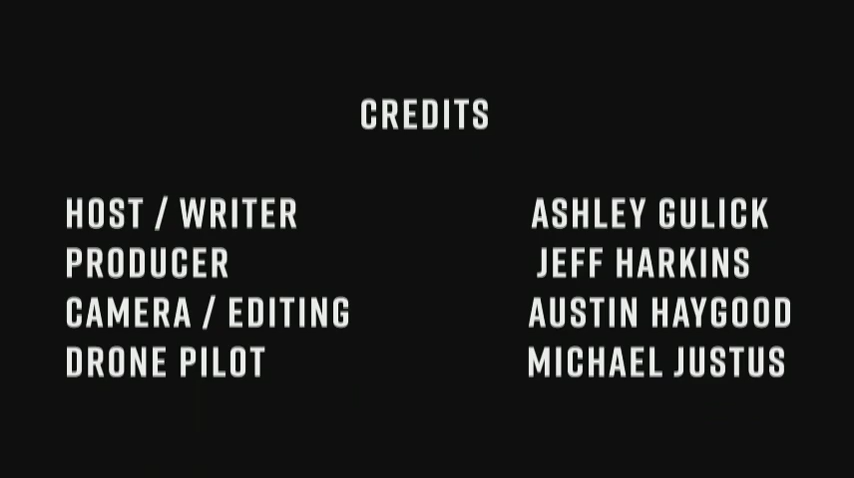 CREDITS
HOST / WRITER ASHLEY GULICK
PRODUCER JEFF HARKINS
CAMERA / EDITING AUSTIN HAYGOOD
DRONE PILOT MICHAEL JUSTUS